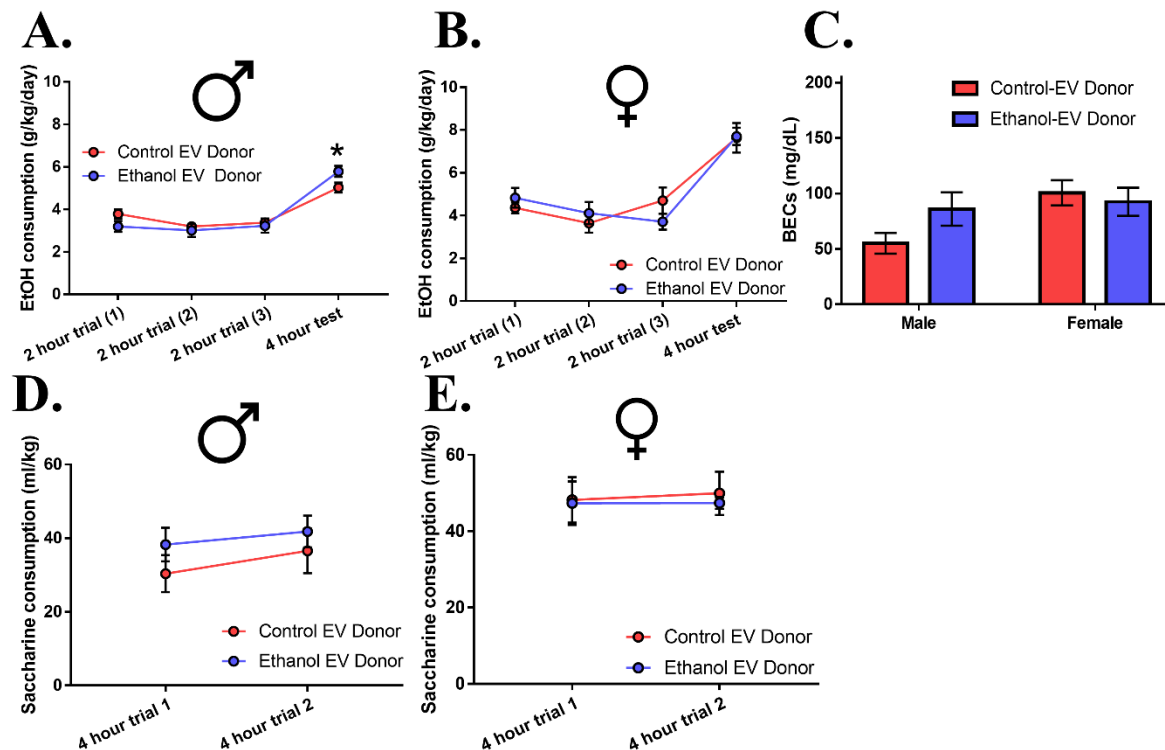 A.
EtOH consumption (g/kg/day)
10
8
6
4
2
0
Control EV Donor
Ethanol EV Donor
*
2 hour trial (1)
2 hour trial (2)
2 hour trial (3)
4 hour test
B.
EtOH consumption (g/kg/day)
10
8
6
4
2
0
Control EV Donor
Ethanol EV Donor
2 hour trial (1)
2 hour trial (2)
2 hour trial (3)
4 hour test
C.
BECs (mg/dL)
200
150
100
50
0
Control-EV Donor
Ethanol-EV Donor
Male
Female
D.
Saccharine consumption (ml/kg)
60
40
20
0
Control EV Donor
Ethanol EV Donor
4 hour trial 1
4 hour trial 2
E.
Saccharine consumption (ml/kg)
60
40
20
0
Control EV Donor
Ethanol EV Donor
4 hour trial 1
4 hour trial 2